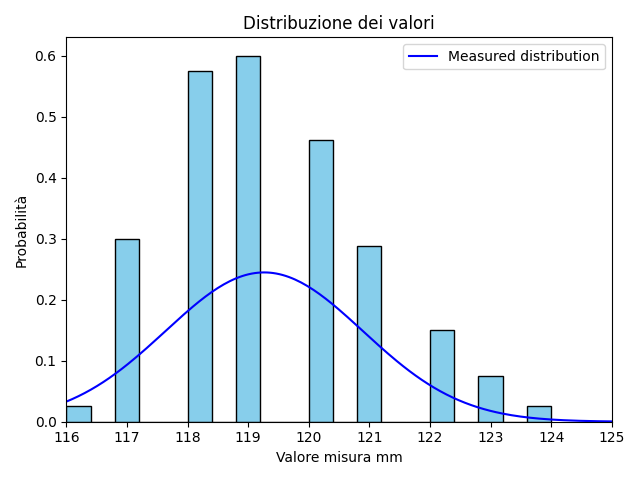 Distribuzione dei valori
Measured distribution
0.6
0.5
0.4
0.3
0.2
0.1
0.0
Probabilità
116 117 118 119 120 121 122 123 124 125
Valore misura mm